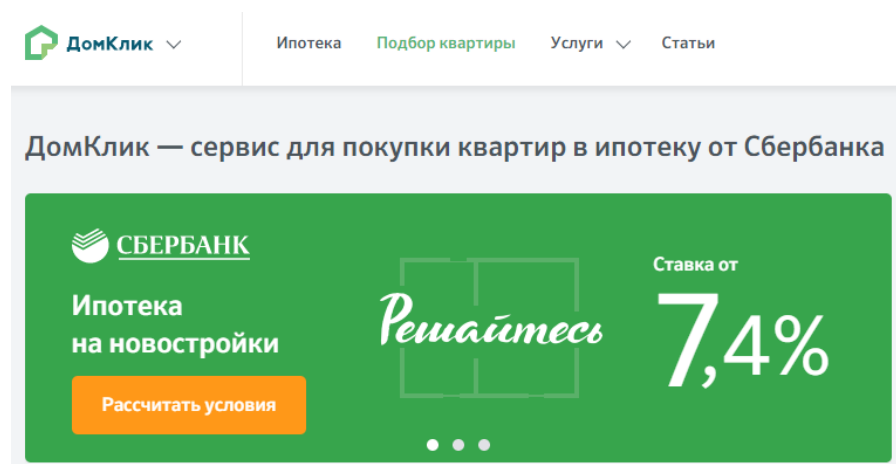 ДомКлик
Ипотека
Подбор квартиры
Услуги
Статьи
ДомКлик — сервис для покупки квартир в ипотеку от Сбербанка
СБЕРБАНК
Ипотека
на новостройки
Рассчитать условия
Решайтесь
Ставка от
7,4%